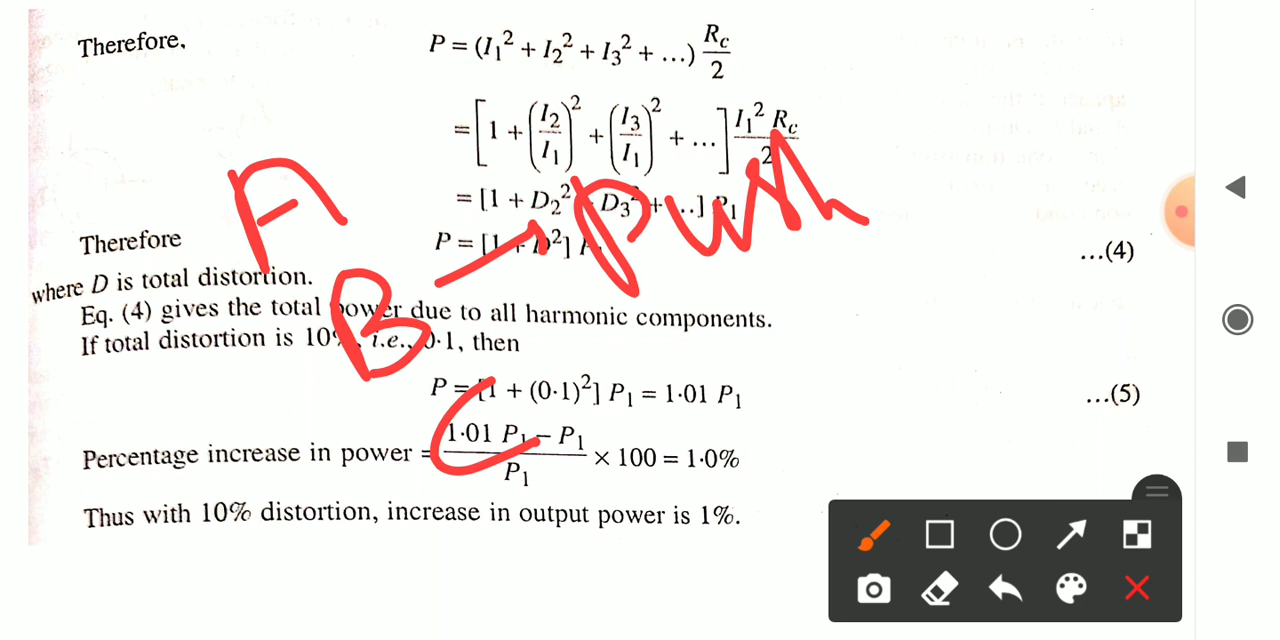 Therefore, P = (I₁² + I₂² + I₃² + ...) R_c/2
= [1 + (I₂/I₁)² + (I₃/I₁)² + ...] I₁² R_c/2
= [1 + D₂² D₃² + ...] P₁
Therefore P = [1 + D²] P ...(4)
where D is total distortion.
Eq. (4) gives the total power due to all harmonic components.
If total distortion is 10%, i.e., 0·1, then
P = [1 + (0·1)²] P₁ = 1·01 P₁ ...(5)
Percentage increase in power = (1·01 P₁ – P₁)/P₁ × 100 = 1·0%
Thus with 10% distortion, increase in output power is 1%.
A
B → Push
C